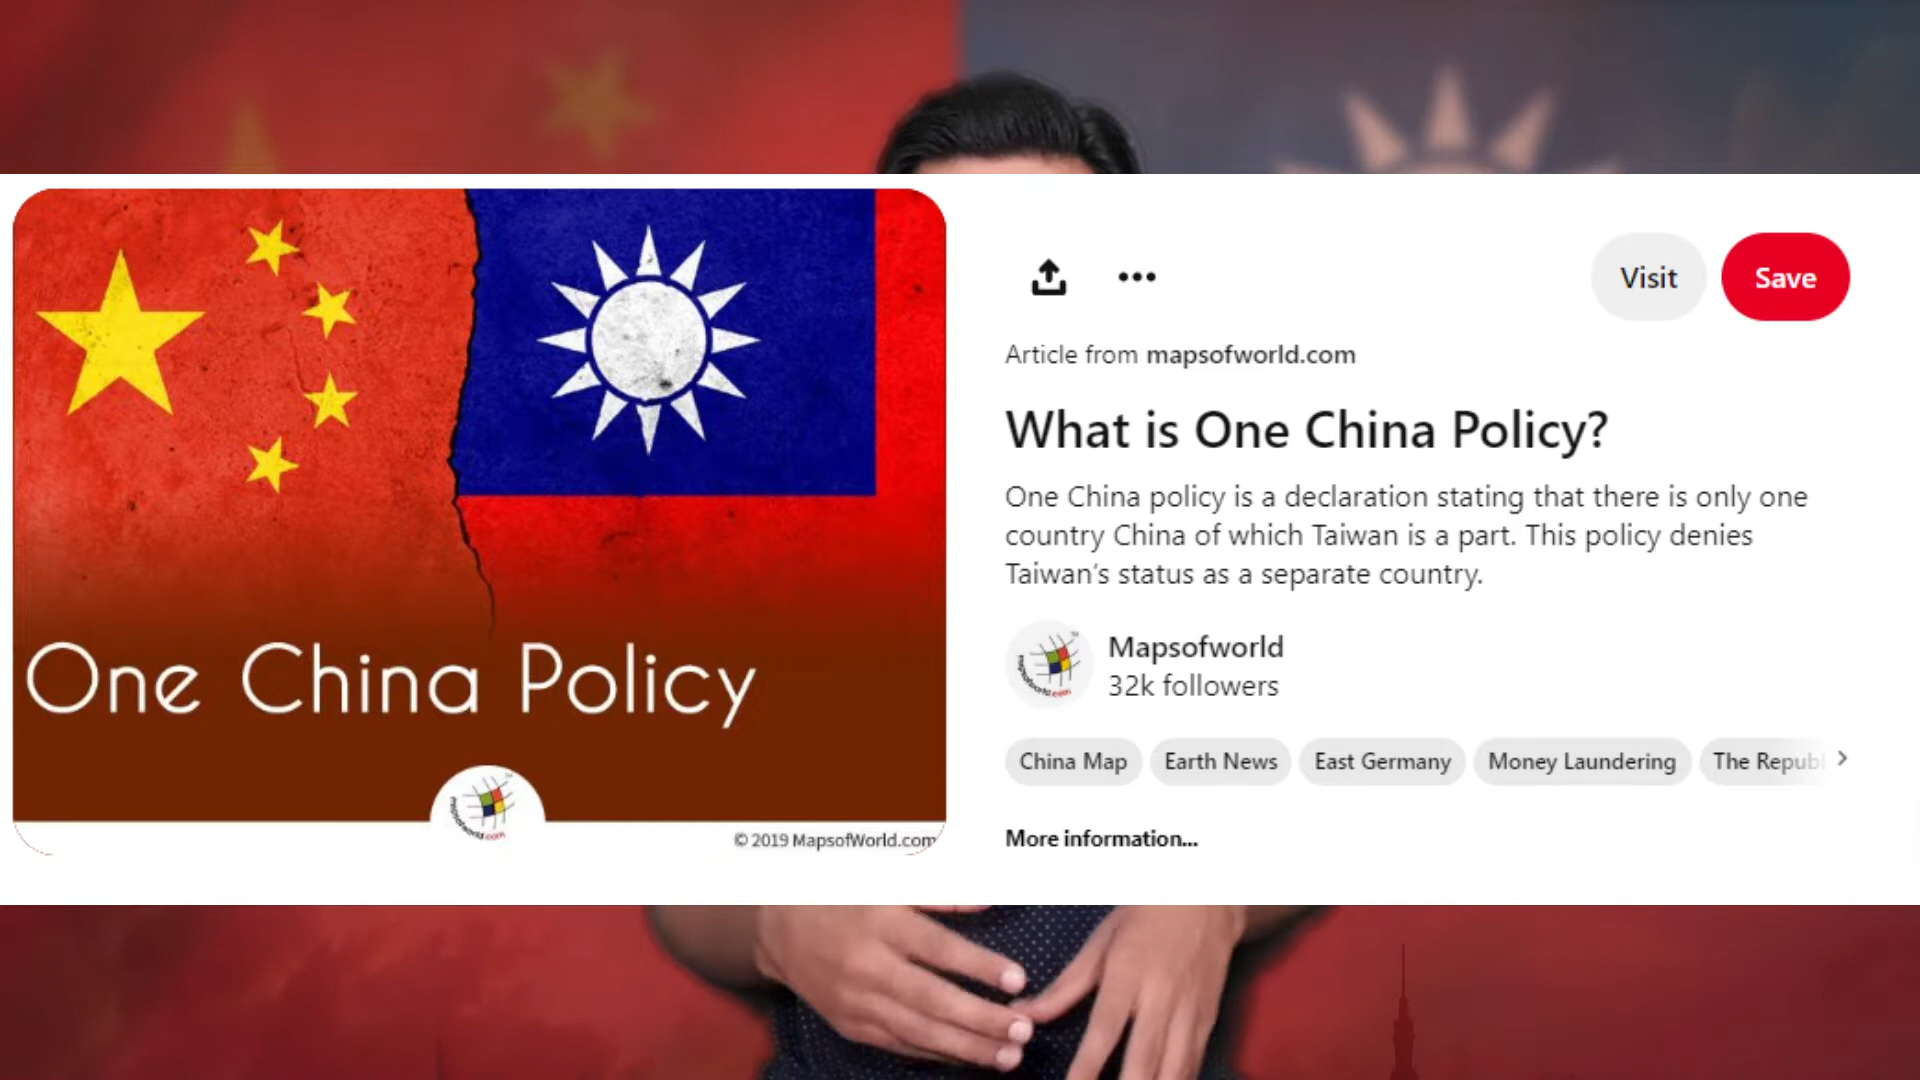 One China Policy
© 2019 MapsofWorld.com
Visit
Save
Article from mapsofworld.com
What is One China Policy?
One China policy is a declaration stating that there is only one
country China of which Taiwan is a part. This policy denies
Taiwan’s status as a separate country.
Mapsofworld
32k followers
China Map
Earth News
East Germany
Money Laundering
The Republ
More information...